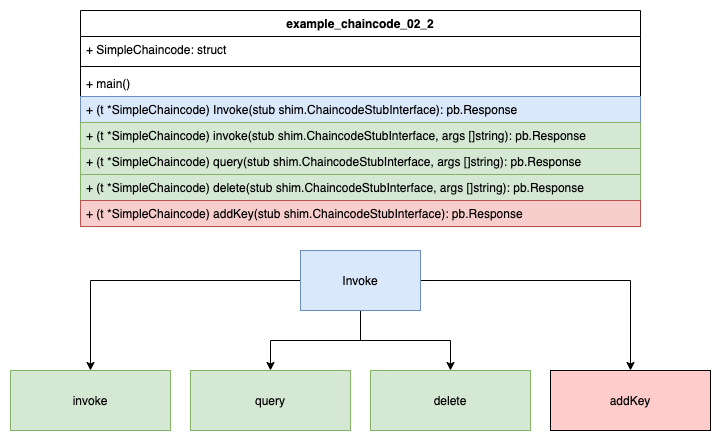 example_chaincode_02_2
+ SimpleChaincode: struct
+ main()
+ (t *SimpleChaincode) Invoke(stub shim.ChaincodeStubInterface): pb.Response
+ (t *SimpleChaincode) invoke(stub shim.ChaincodeStubInterface, args []string): pb.Response
+ (t *SimpleChaincode) query(stub shim.ChaincodeStubInterface, args []string): pb.Response
+ (t *SimpleChaincode) delete(stub shim.ChaincodeStubInterface, args []string): pb.Response
+ (t *SimpleChaincode) addKey(stub shim.ChaincodeStubInterface): pb.Response
Invoke
invoke
query
delete
addKey